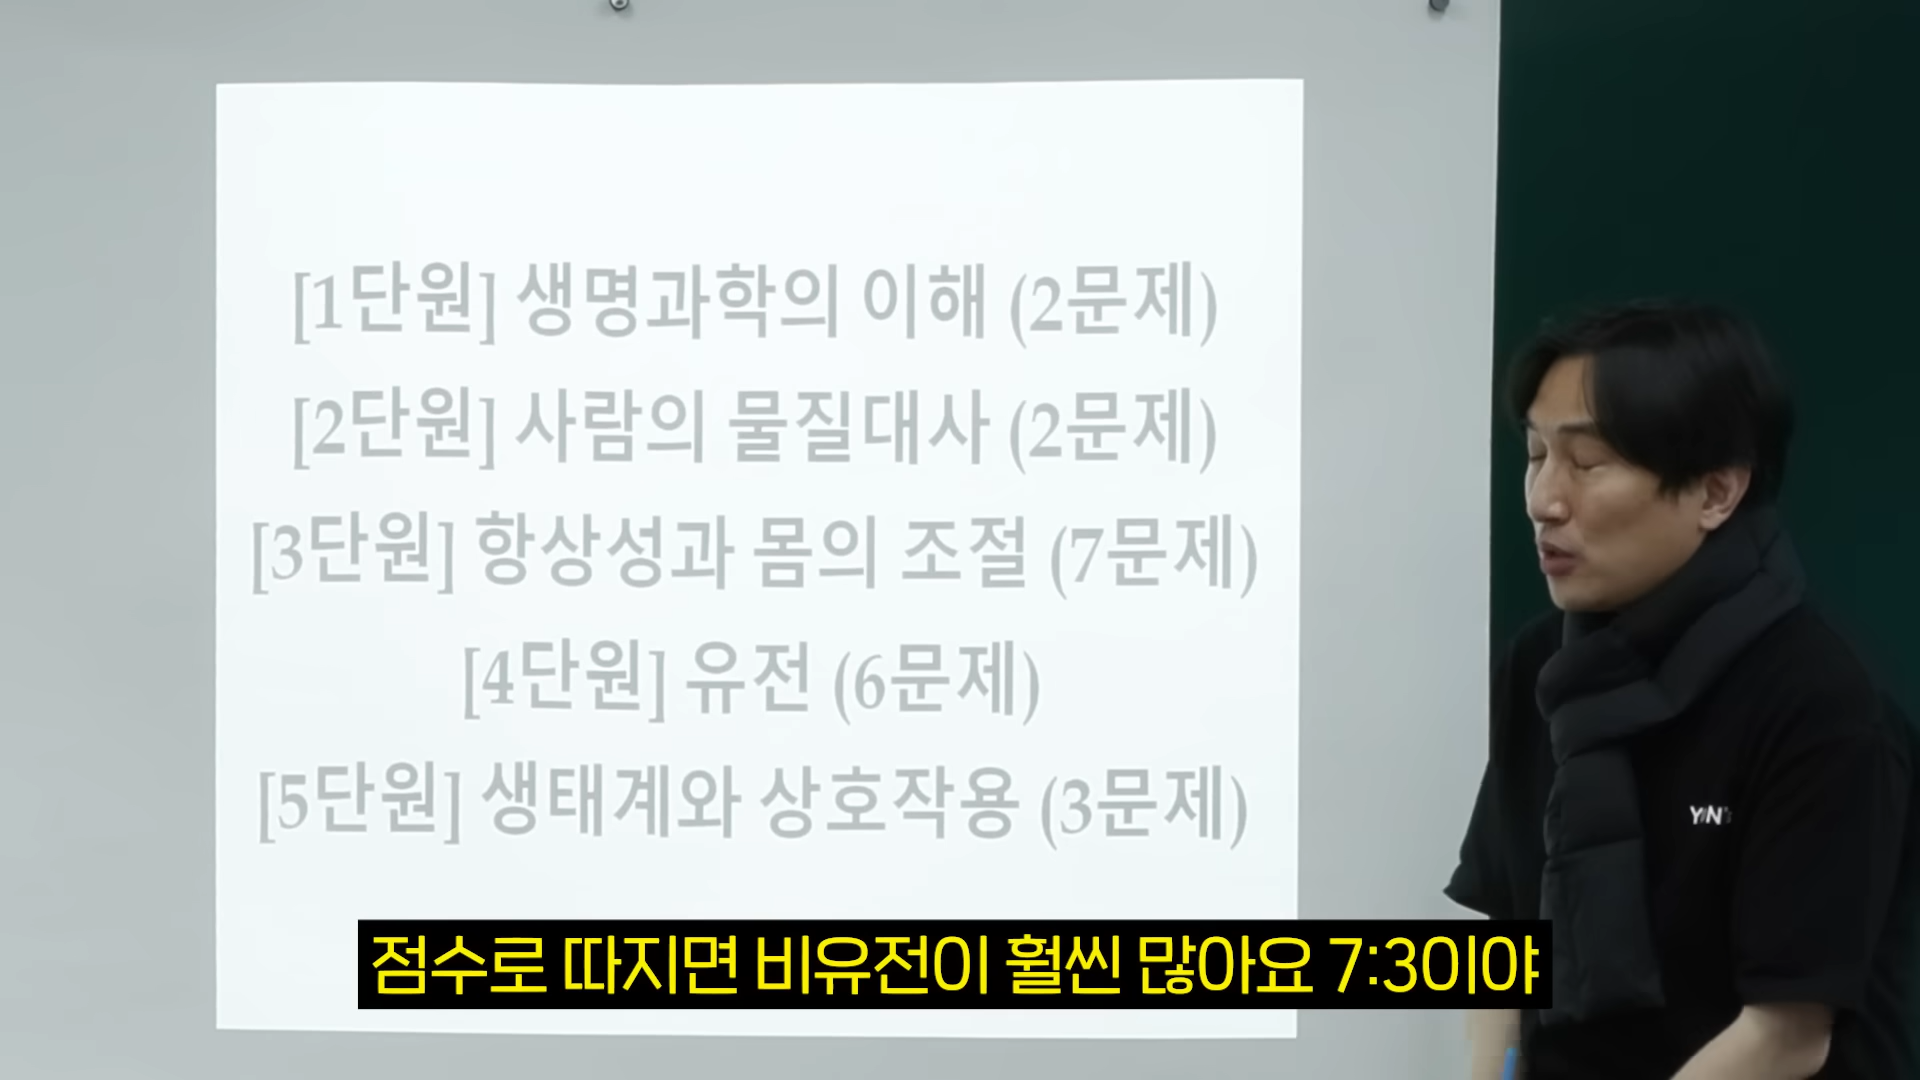 [1단원] 생명과학의 이해 (2문제)
[2단원] 사람의 물질대사 (2문제)
[3단원] 항상성과 몸의 조절 (7문제)
[4단원] 유전 (6문제)
[5단원] 생태계와 상호작용 (3문제)
점수로 따지면 비유전이 훨씬 많아요 7:3이야